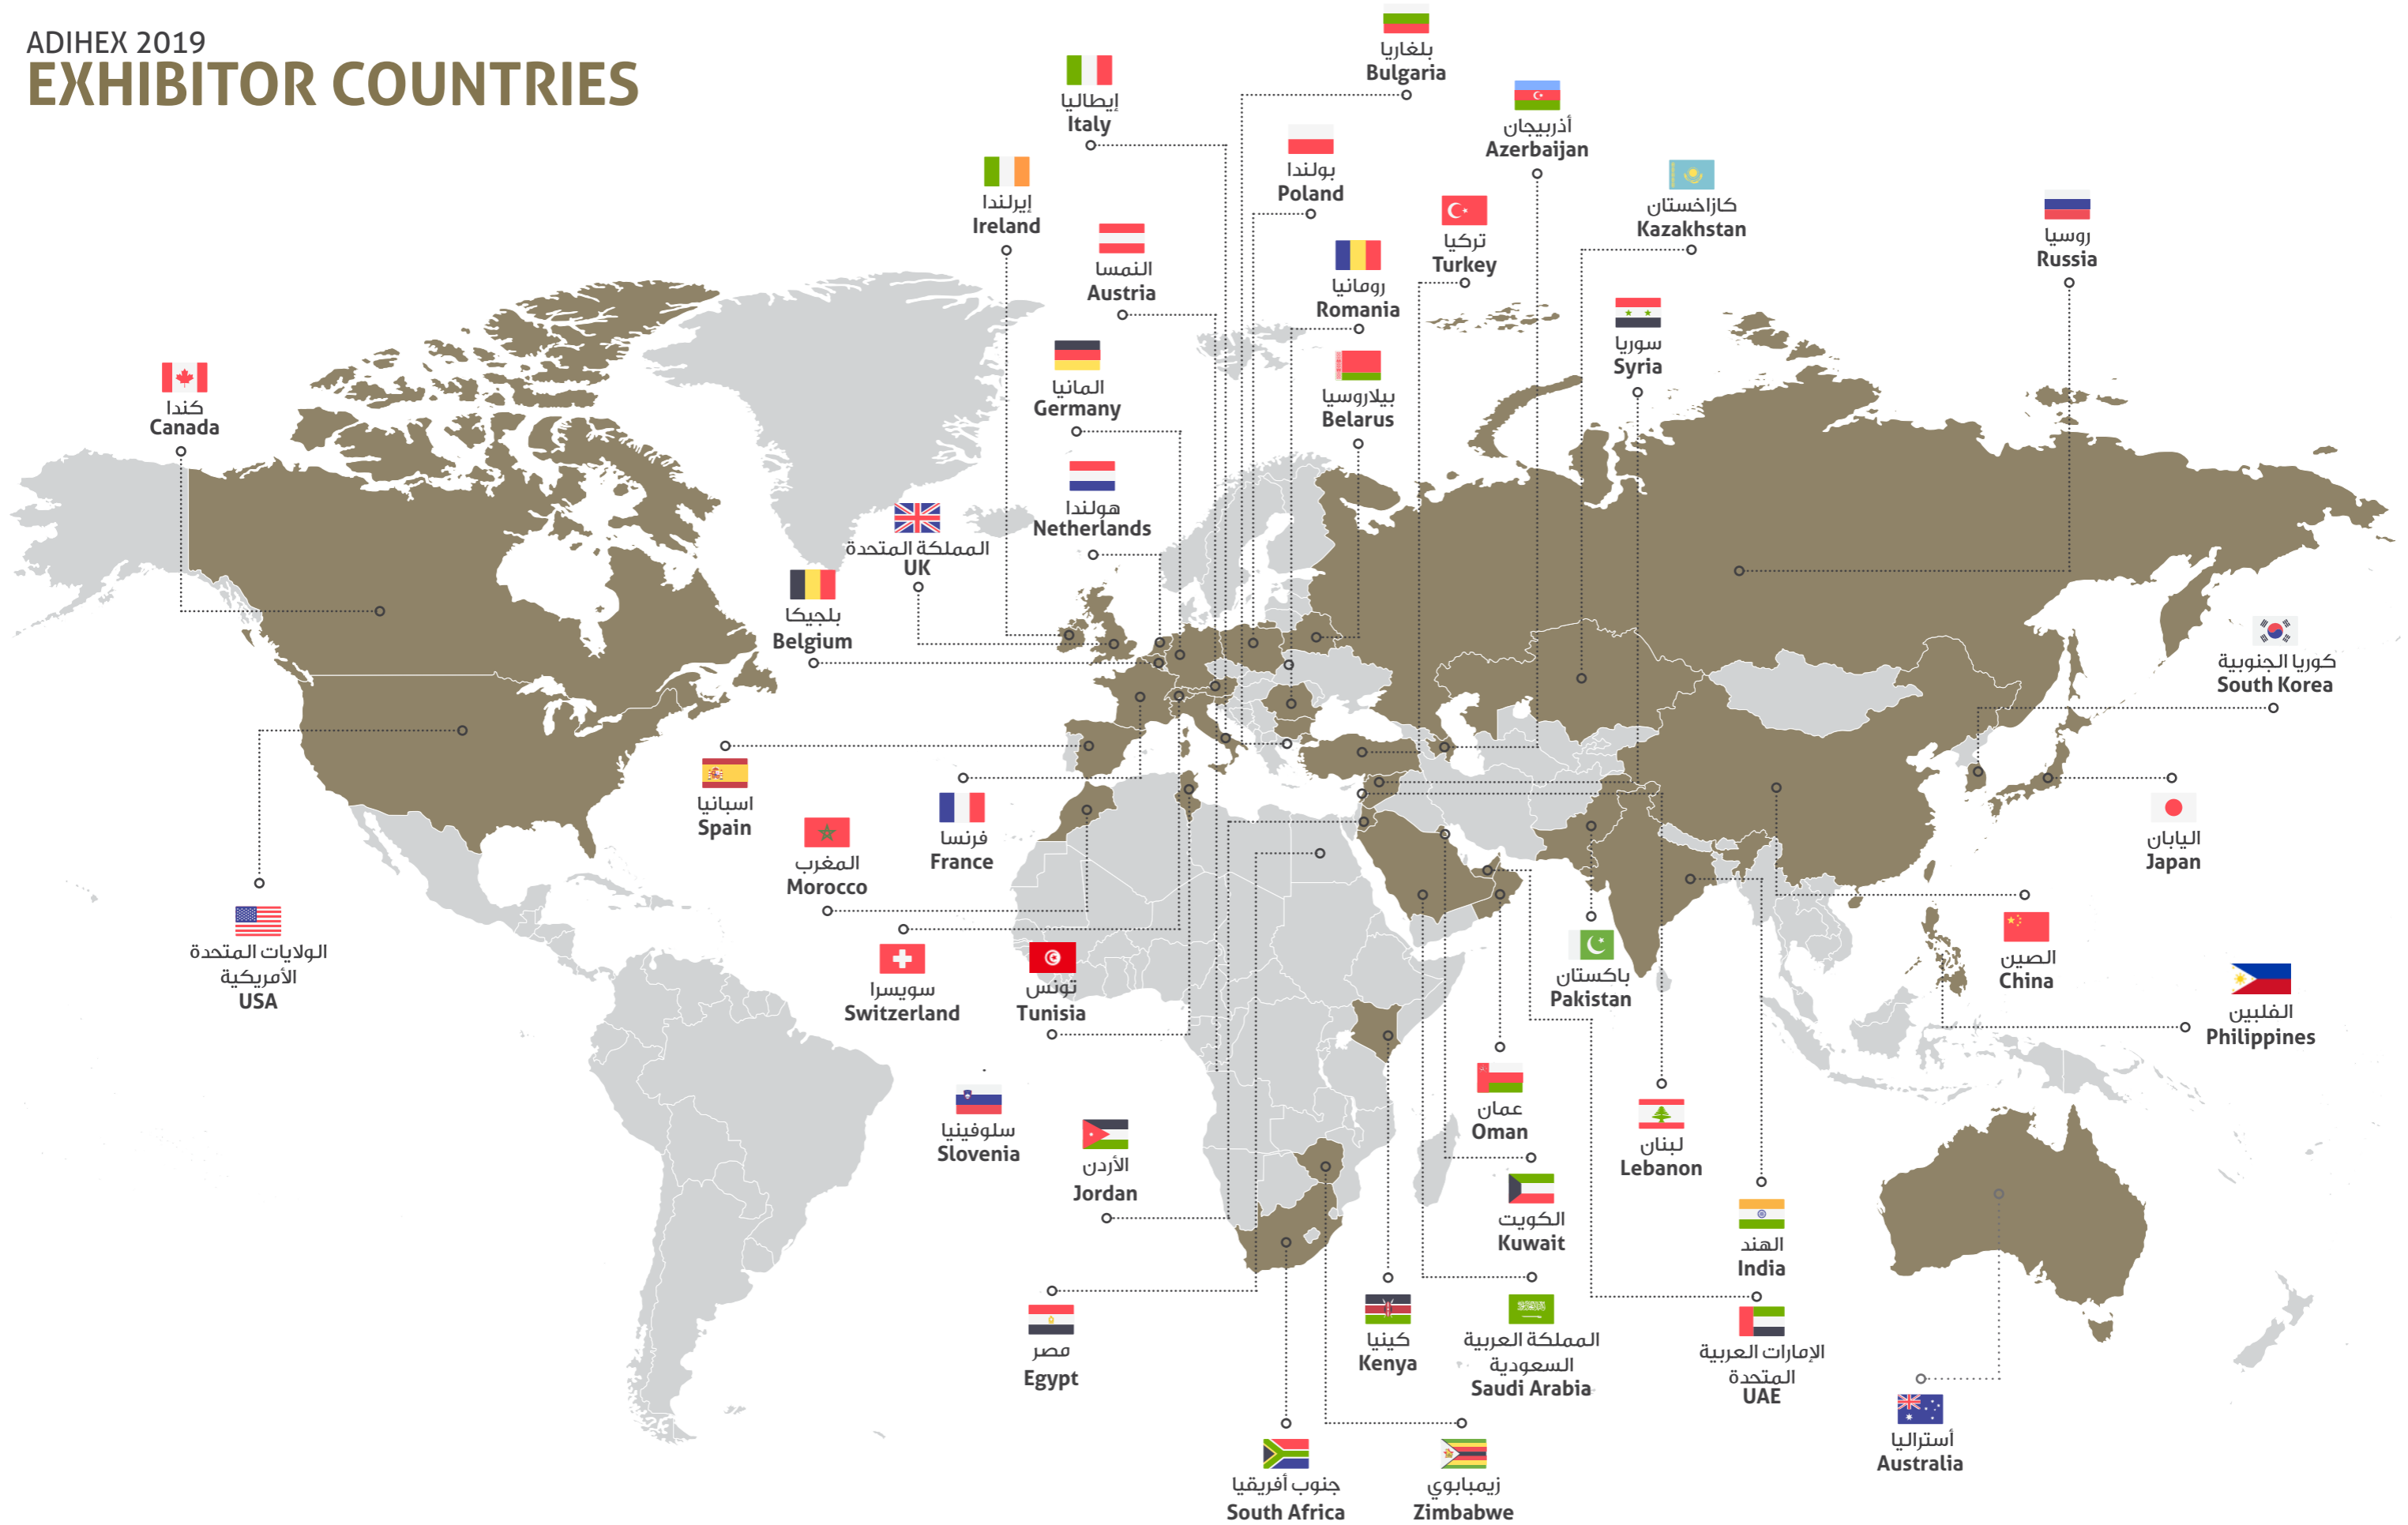 ADIHEX 2019
EXHIBITOR COUNTRIES
بلغاريا
Bulgaria
إيطاليا
Italy
أذربيجان
Azerbaijan
بولندا
Poland
إيرلندا
Ireland
كازاخستان
Kazakhstan
تركيا
Turkey
روسيا
Russia
النمسا
Austria
رومانيا
Romania
سوريا
Syria
المانيا
Germany
بيلاروسيا
Belarus
كندا
Canada
هولندا
Netherlands
المملكة المتحدة
UK
بلجيكا
Belgium
كوريا الجنوبية
South Korea
اسبانيا
Spain
فرنسا
France
اليابان
Japan
المغرب
Morocco
الولايات المتحدة
الأمريكية
USA
سويسرا
Switzerland
تونس
Tunisia
باكستان
Pakistan
الصين
China
الفلبين
Philippines
سلوفينيا
Slovenia
الأردن
Jordan
عمان
Oman
لبنان
Lebanon
الكويت
Kuwait
الهند
India
مصر
Egypt
كينيا
Kenya
المملكة العربية
السعودية
Saudi Arabia
الإمارات العربية
المتحدة
UAE
أستراليا
Australia
جنوب أفريقيا
South Africa
زيمبابوي
Zimbabwe